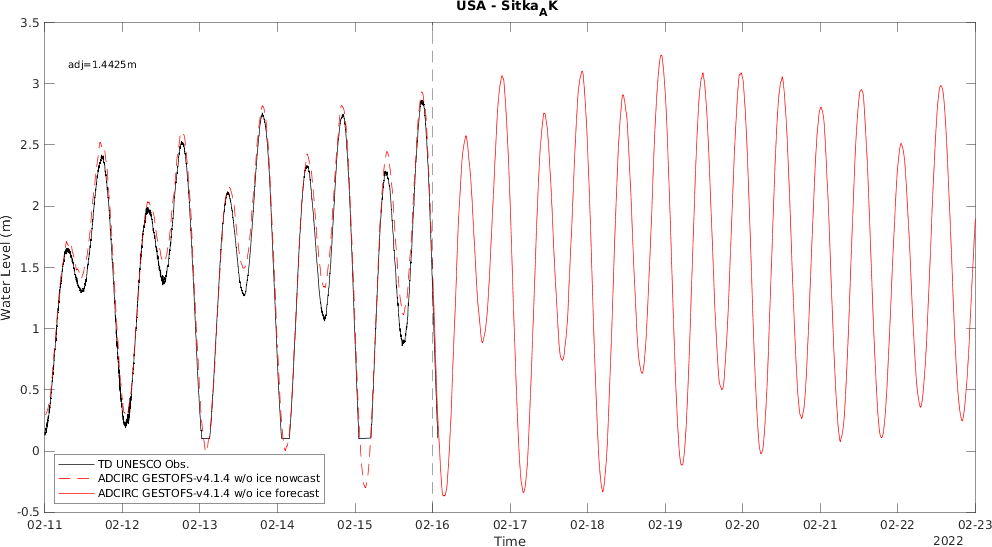 USA - Sitka_AK
3.5
adj=1.4425m
3
2.5
2
1.5
1
0.5
0
-0.5
Water Level (m)
TD UNESCO Obs.
ADCIRC GESTOFS-v4.1.4 w/o ice nowcast
ADCIRC GESTOFS-v4.1.4 w/o ice forecast
02-11 02-12 02-13 02-14 02-15 02-16 02-17 02-18 02-19 02-20 02-21 02-22 02-23
Time
2022